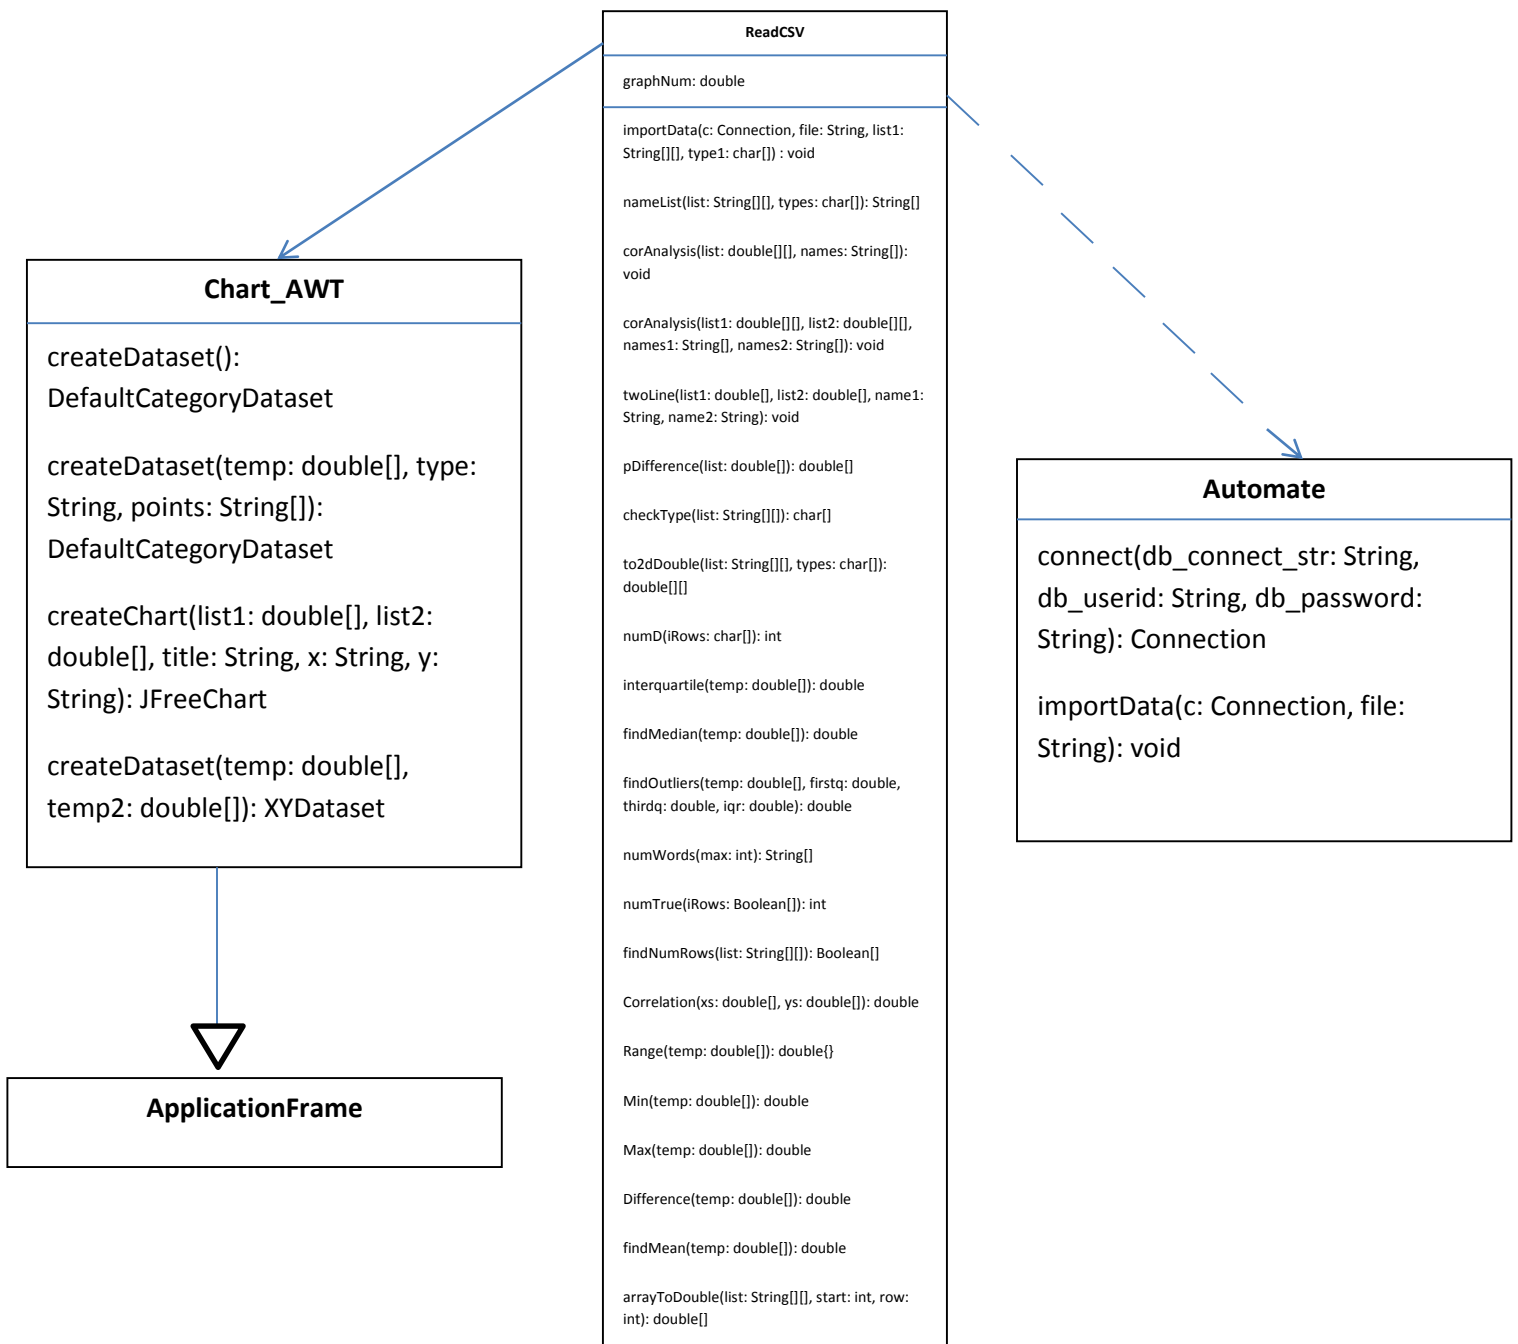 ReadCSV
graphNum: double
importData(c: Connection, file: String, list1:
String[][], type1: char[]) : void
nameList(list: String[][], types: char[]): String[]
corAnalysis(list: double[][], names: String[]):
void
corAnalysis(list1: double[][], list2: double[][],
names1: String[], names2: String[]): void
twoLine(list1: double[], list2: double[], name1:
String, name2: String): void
pDifference(list: double[]): double[]
checkType(list: String[][]): char[]
to2dDouble(list: String[][], types: char[]):
double[][]
numD(iRows: char[]): int
interquartile(temp: double[]): double
findMedian(temp: double[]): double
findOutliers(temp: double[], firstq: double,
thirdq: double, iqr: double): double
numWords(max: int): String[]
numTrue(iRows: Boolean[]): int
findNumRows(list: String[][]): Boolean[]
Correlation(xs: double[], ys: double[]): double
Range(temp: double[]): double{}
Min(temp: double[]): double
Max(temp: double[]): double
Difference(temp: double[]): double
findMean(temp: double[]): double
arrayToDouble(list: String[][], start: int, row:
int): double[]
Chart_AWT
createDataset():
DefaultCategoryDataset
createDataset(temp: double[], type:
String, points: String[]):
DefaultCategoryDataset
createChart(list1: double[], list2:
double[], title: String, x: String, y:
String): JFreeChart
createDataset(temp: double[],
temp2: double[]): XYDataset
ApplicationFrame
Automate
connect(db_connect_str: String,
db_userid: String, db_password:
String): Connection
importData(c: Connection, file:
String): void